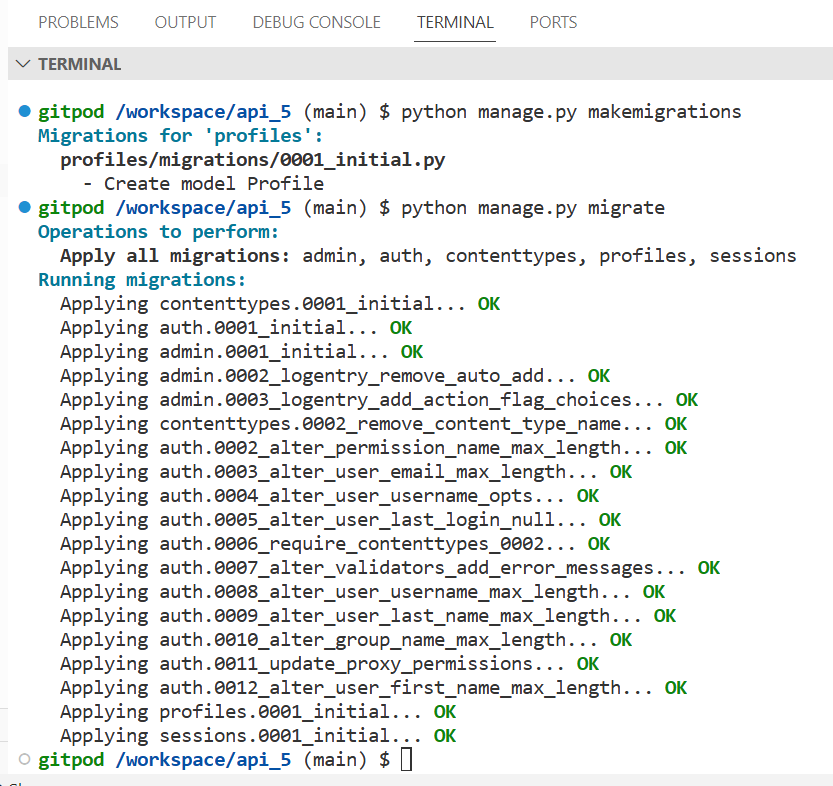 PROBLEMS OUTPUT DEBUG CONSOLE TERMINAL PORTS
TERMINAL
gitpod /workspace/api_5 (main) $ python manage.py makemigrations
Migrations for 'profiles':
profiles/migrations/0001_initial.py
- Create model Profile
gitpod /workspace/api_5 (main) $ python manage.py migrate
Operations to perform:
Apply all migrations: admin, auth, contenttypes, profiles, sessions
Running migrations:
Applying contenttypes.0001_initial... OK
Applying auth.0001_initial... OK
Applying admin.0001_initial... OK
Applying admin.0002_logentry_remove_auto_add... OK
Applying admin.0003_logentry_add_action_flag_choices... OK
Applying contenttypes.0002_remove_content_type_name... OK
Applying auth.0002_alter_permission_name_max_length... OK
Applying auth.0003_alter_user_email_max_length... OK
Applying auth.0004_alter_user_username_opts... OK
Applying auth.0005_alter_user_last_login_null... OK
Applying auth.0006_require_contenttypes_0002... OK
Applying auth.0007_alter_validators_add_error_messages... OK
Applying auth.0008_alter_user_username_max_length... OK
Applying auth.0009_alter_user_last_name_max_length... OK
Applying auth.0010_alter_group_name_max_length... OK
Applying auth.0011_update_proxy_permissions... OK
Applying auth.0012_alter_user_first_name_max_length... OK
Applying profiles.0001_initial... OK
Applying sessions.0001_initial... OK
gitpod /workspace/api_5 (main) $